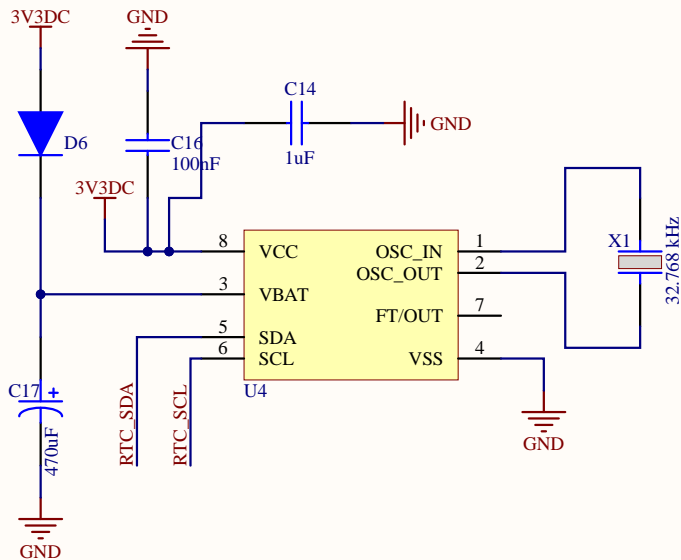 3V3DC
GND
C14
1uF
GND
D6
C16
100nF
3V3DC
8
VCC
OSC_IN
1
OSC_OUT
2
X1
32.768 kHz
3
VBAT
FT/OUT
7
5
SDA
6
SCL
VSS
4
U4
C17
+
470uF
RTC_SDA
RTC_SCL
GND
GND